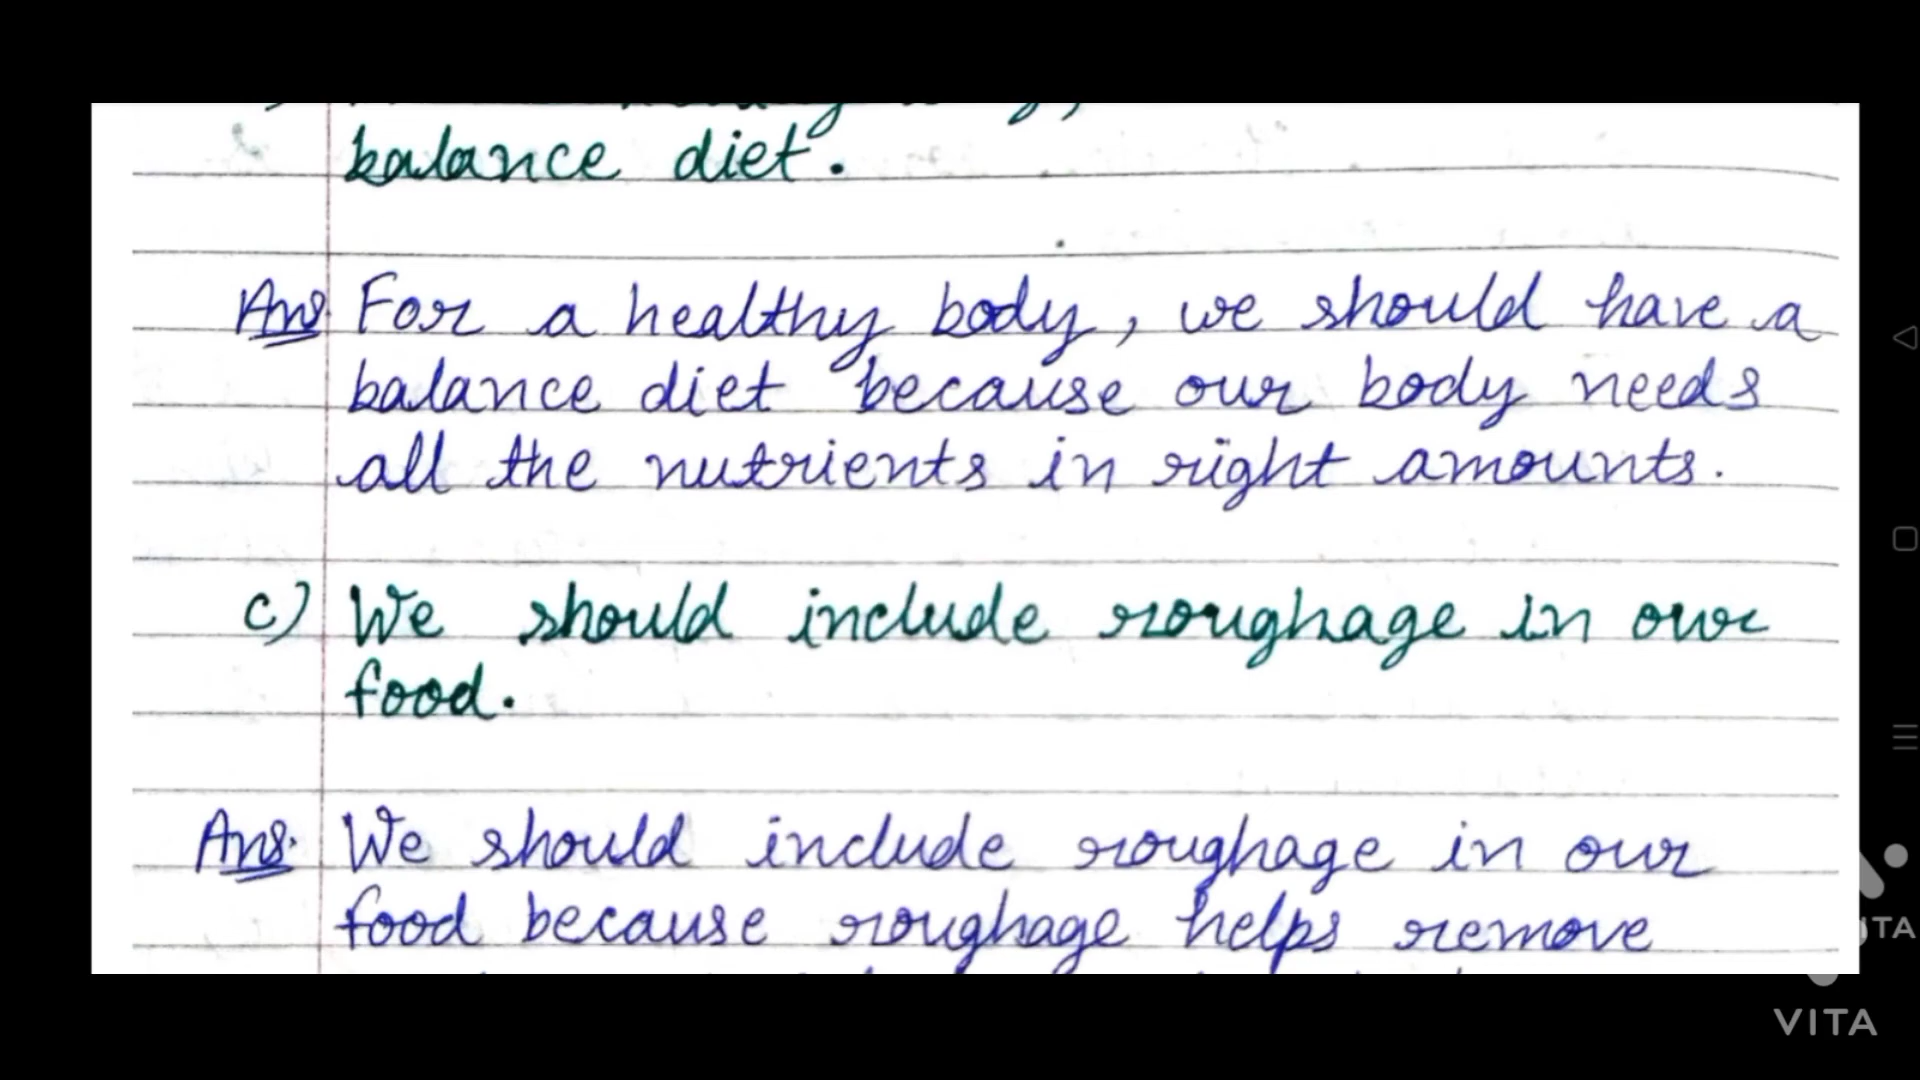 balance diet.
Ans. For a healthy body, we should have a
balance diet because our body needs
all the nutrients in right amounts.
c) We should include roughage in our
food.
Ans. We should include roughage in our
food because roughage helps remove
VITA